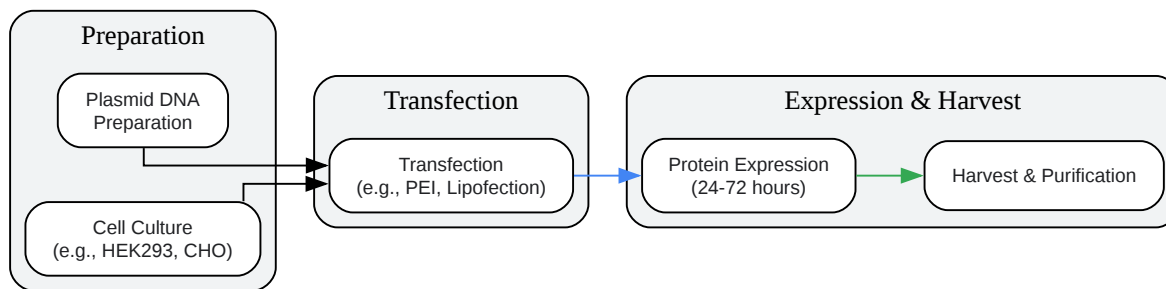 Preparation
Plasmid DNA
Preparation
Cell Culture
(e.g., HEK293, CHO)
Transfection
Transfection
(e.g., PEI, Lipofection)
Expression & Harvest
Protein Expression
(24-72 hours)
Harvest & Purification